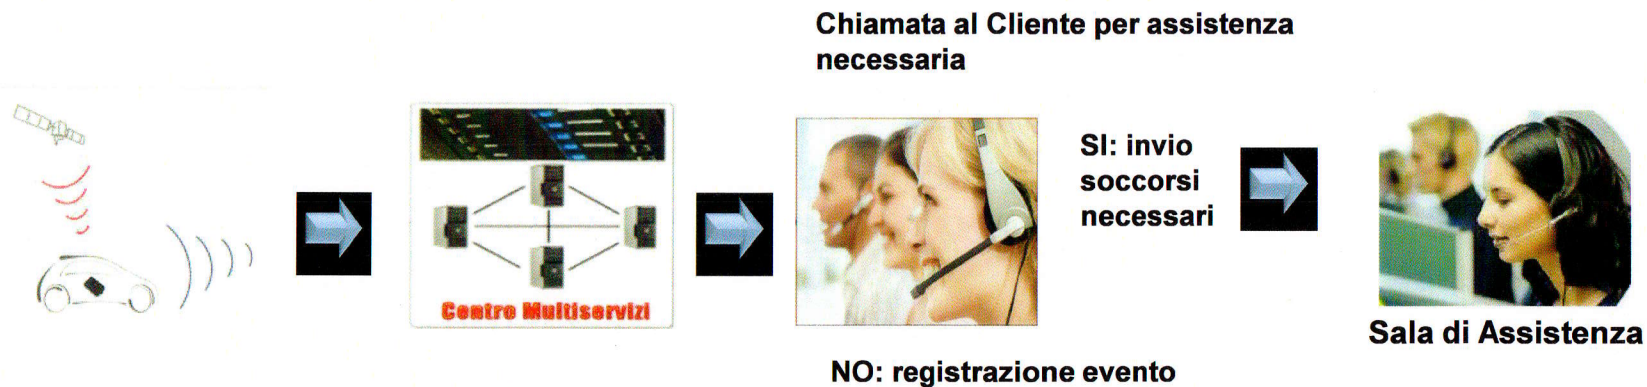 Chiamata al Cliente per assistenza
necessaria
SI: invio
soccorsi
necessari
Centro Multiservizi
Sala di Assistenza
NO: registrazione evento